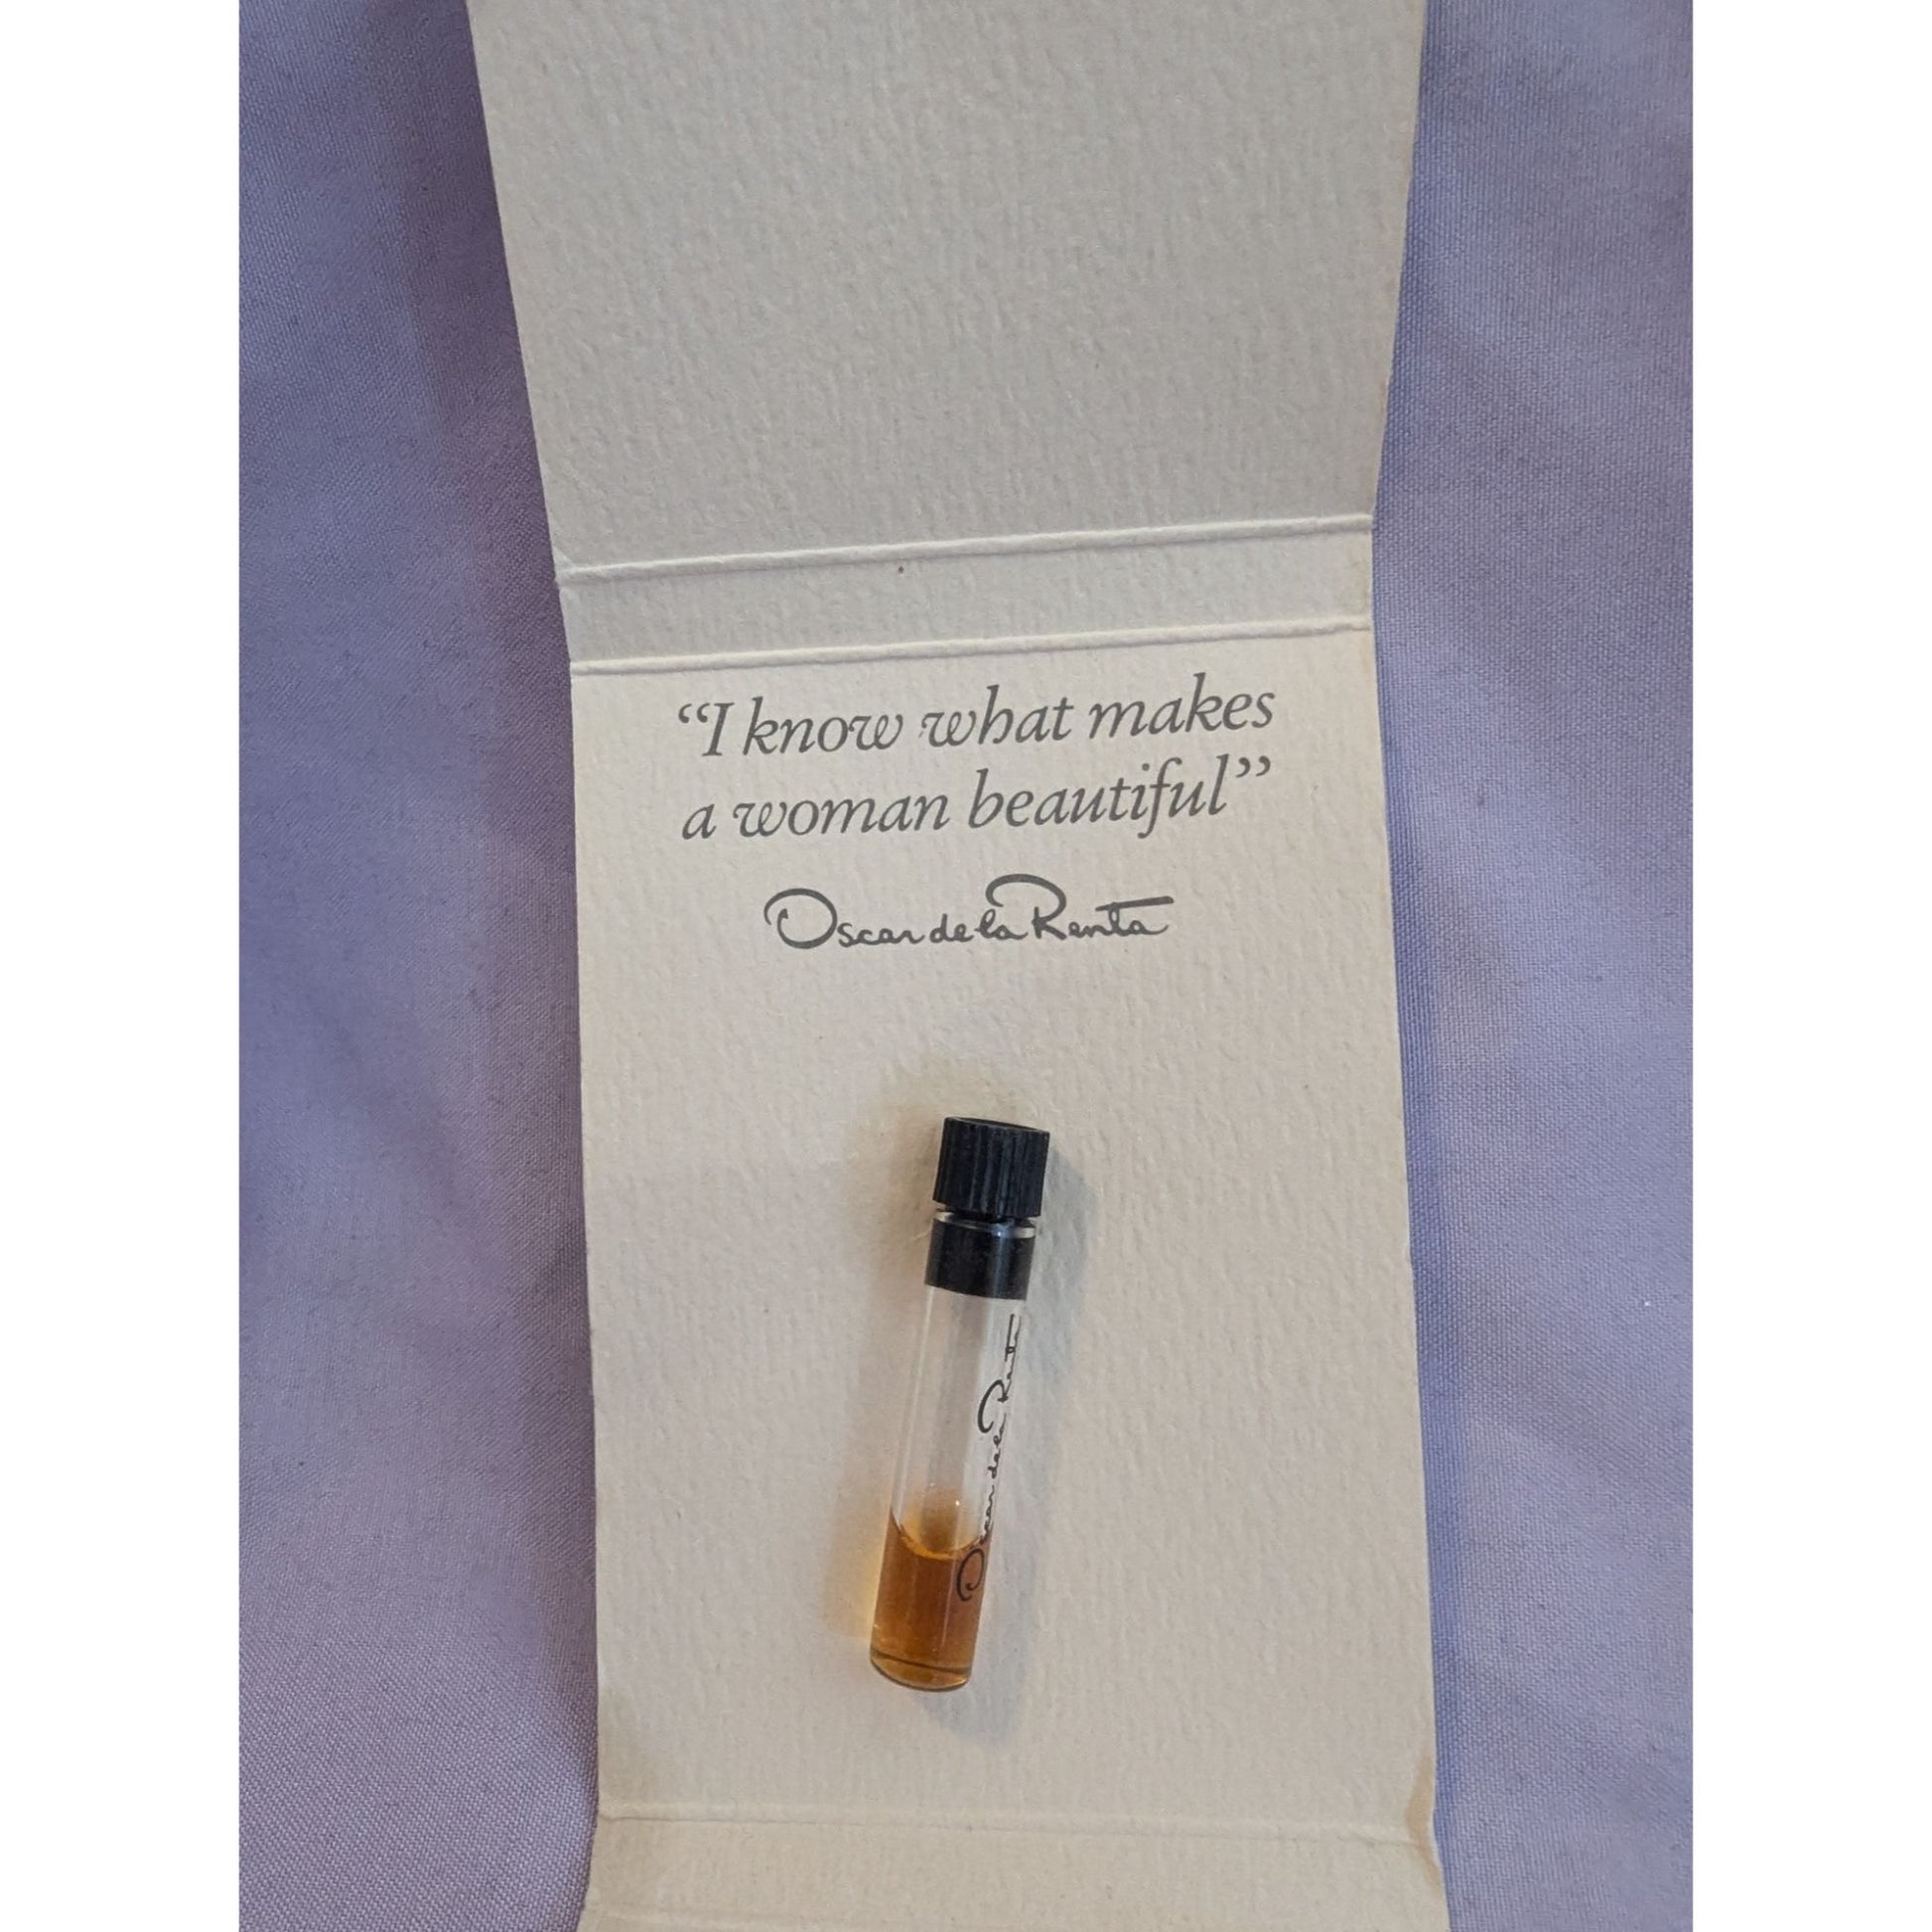 “I know what makes
a woman beautiful”
Oscar de la Renta
Oscar de la Renta